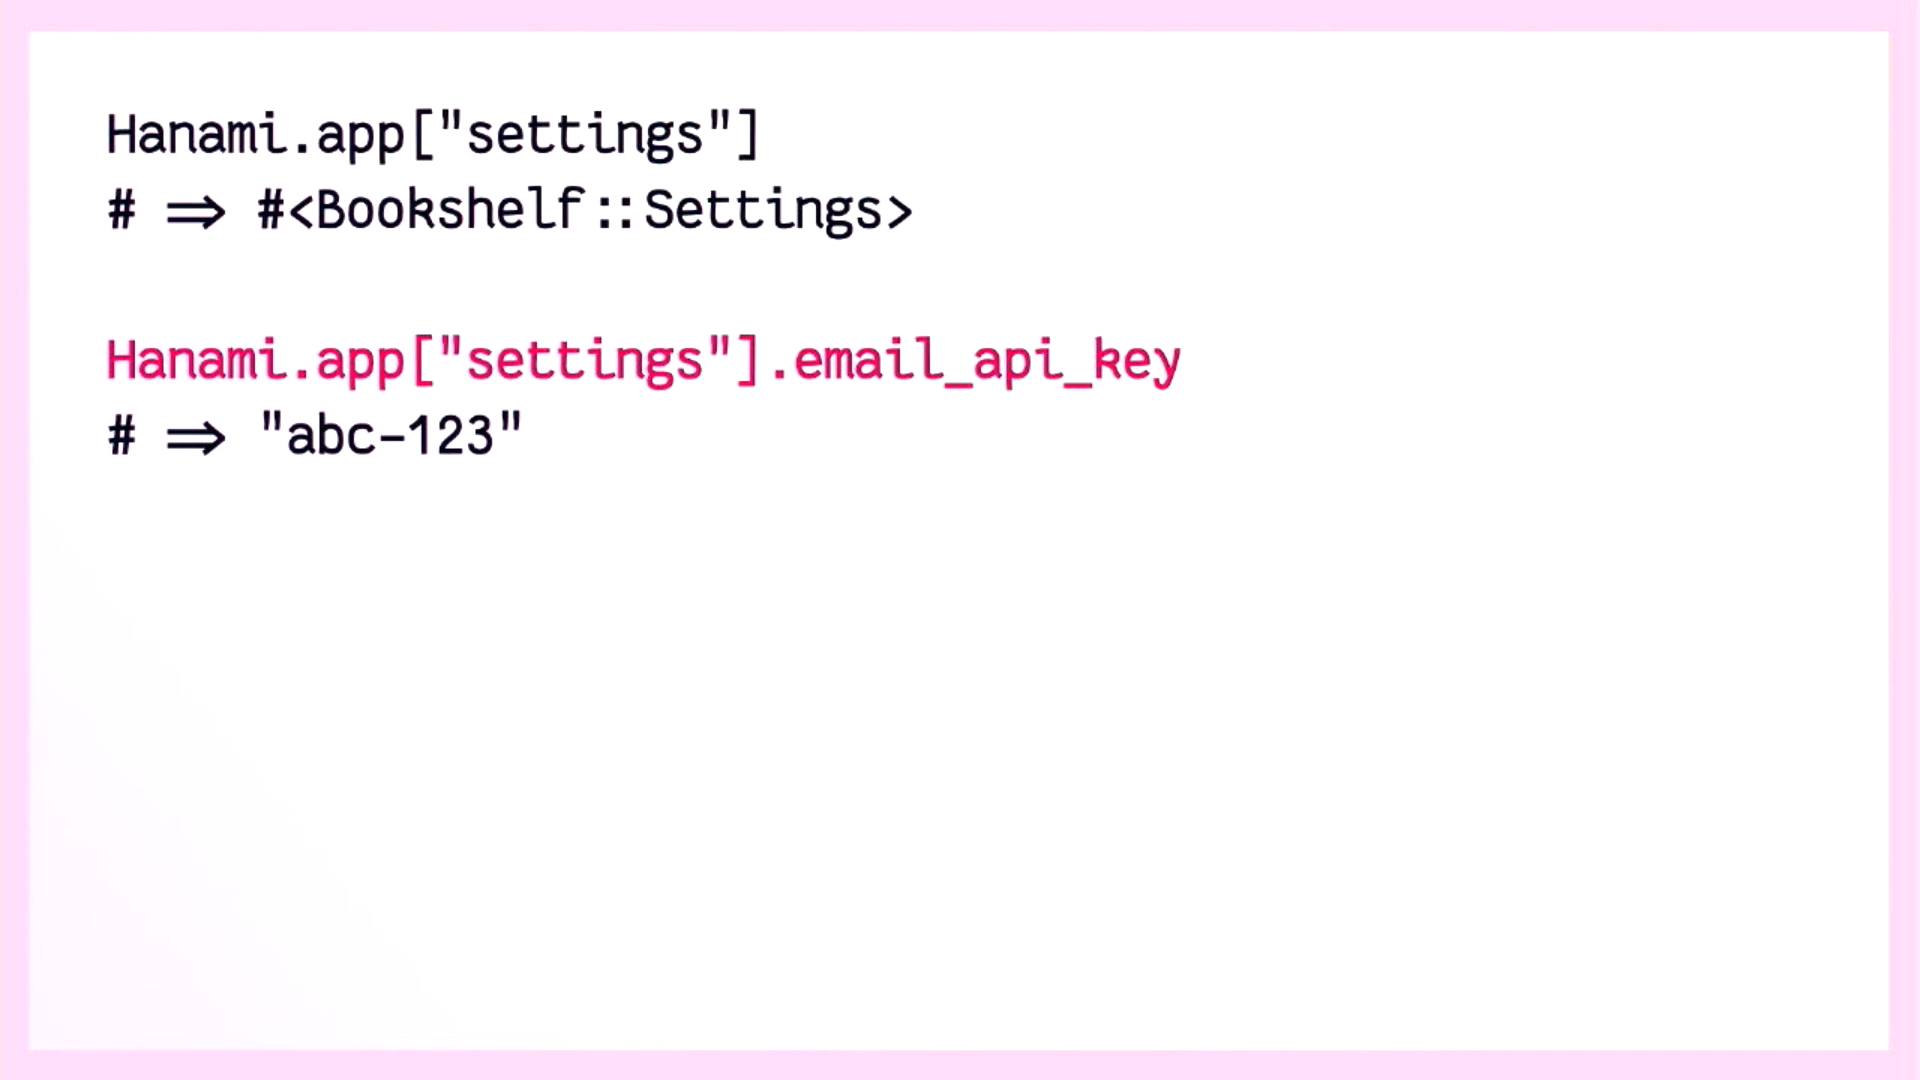 Hanami.app["settings"]
# => #<Bookshelf::Settings>
Hanami.app["settings"].email_api_key
# => "abc-123"